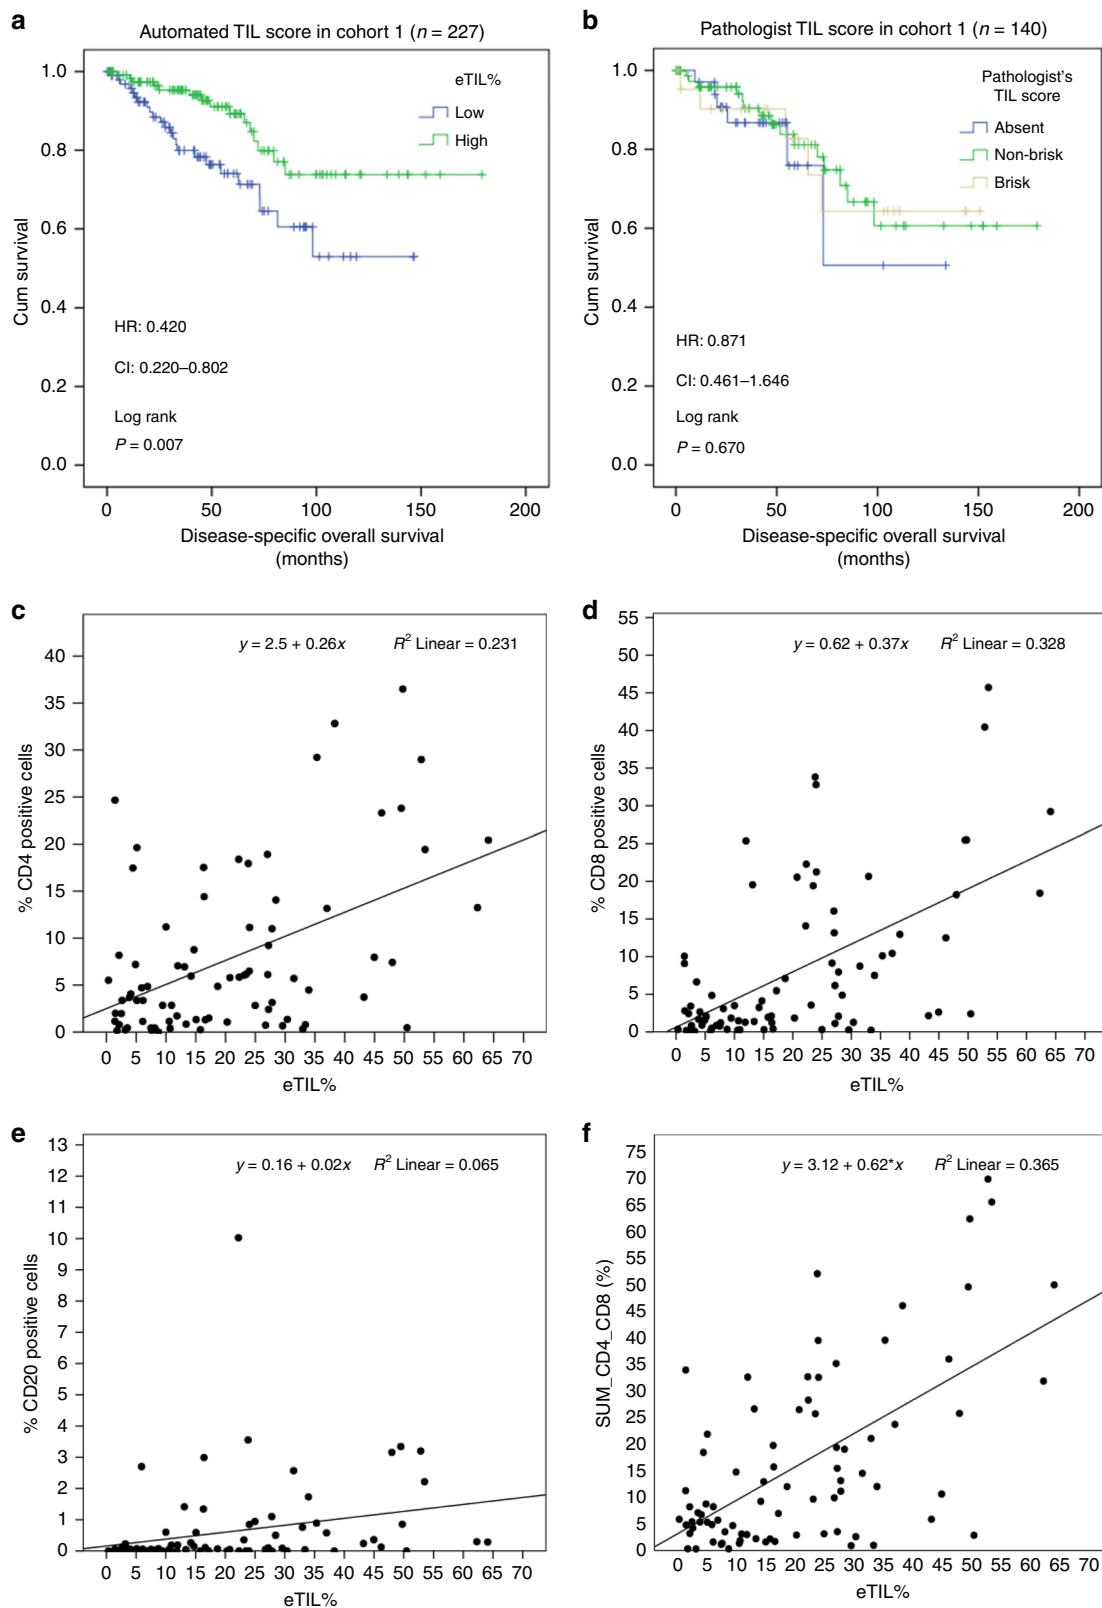 a
Automated TIL score in cohort 1 (n = 227)
eTIL%
Low
High
1.0
0.8
0.6
0.4
0.2
0.0
Cum survival
HR: 0.420
CI: 0.220–0.802
Log rank
P = 0.007
0 50 100 150 200
Disease-specific overall survival
(months)
b
Pathologist TIL score in cohort 1 (n = 140)
Pathologist's
TIL score
Absent
Non-brisk
Brisk
1.0
0.8
0.6
0.4
0.2
0.0
Cum survival
HR: 0.871
CI: 0.461–1.646
Log rank
P = 0.670
0 50 100 150 200
Disease-specific overall survival
(months)
c
y = 2.5 + 0.26x R² Linear = 0.231
40
35
30
25
20
15
10
5
0
% CD4 positive cells
0 5 10 15 20 25 30 35 40 45 50 55 60 65 70
eTIL%
d
y = 0.62 + 0.37x R² Linear = 0.328
55
50
45
40
35
30
25
20
15
10
5
0
% CD8 positive cells
0 5 10 15 20 25 30 35 40 45 50 55 60 65 70
eTIL%
e
y = 0.16 + 0.02x R² Linear = 0.065
13
12
11
10
9
8
7
6
5
4
3
2
1
0
% CD20 positive cells
0 5 10 15 20 25 30 35 40 45 50 55 60 65 70
eTIL%
f
y = 3.12 + 0.62*x R² Linear = 0.365
75
70
65
60
55
50
45
40
35
30
25
20
15
10
5
0
SUM_CD4_CD8 (%)
0 5 10 15 20 25 30 35 40 45 50 55 60 65 70
eTIL%